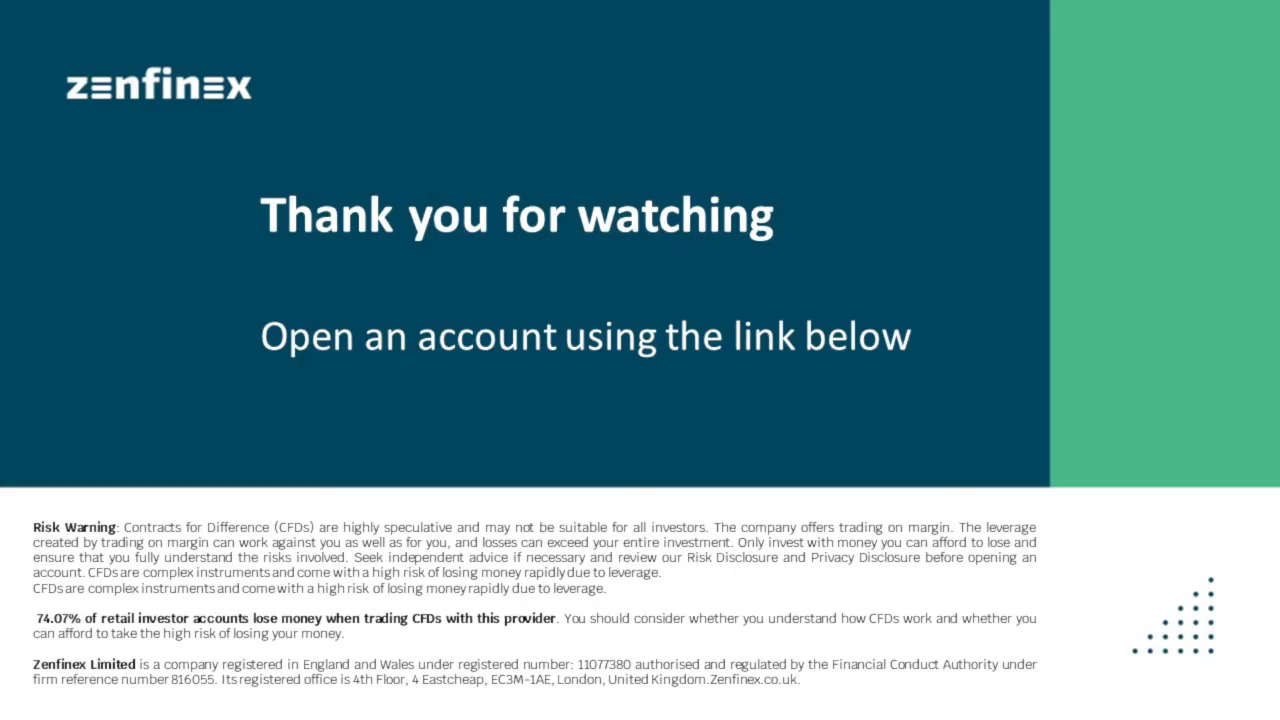 zenfinex
Thank you for watching
Open an account using the link below
Risk Warning: Contracts for Difference (CFDs) are highly speculative and may not be suitable for all investors. The company offers trading on margin. The leverage
created by trading on margin can work against you as well as for you, and losses can exceed your entire investment. Only invest with money you can afford to lose and
ensure that you fully understand the risks involved. Seek independent advice if necessary and review our Risk Disclosure and Privacy Disclosure before opening an
account. CFDs are complex instruments and come with a high risk of losing money rapidly due to leverage.
CFDs are complex instruments and come with a high risk of losing money rapidly due to leverage.
74.07% of retail investor accounts lose money when trading CFDs with this provider. You should consider whether you understand how CFDs work and whether you
can afford to take the high risk of losing your money.
Zenfinex Limited is a company registered in England and Wales under registered number: 11077380 authorised and regulated by the Financial Conduct Authority under
firm reference number 816055. Its registered office is 4th Floor, 4 Eastcheap, EC3M-1AE, London, United Kingdom.Zenfinex.co.uk.